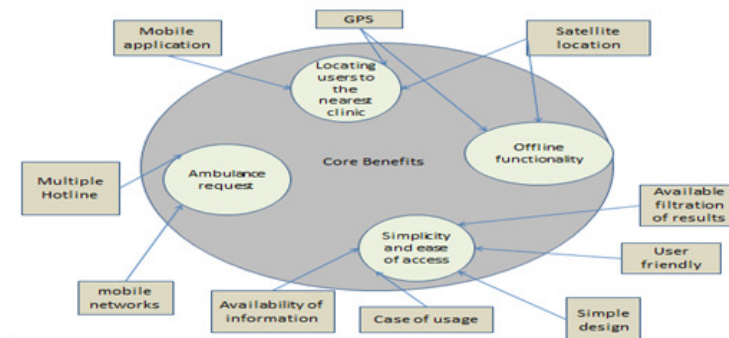 GPS
Mobile
application
Satellite
location
Locating
users to
the
nearest
clinic
Offline
functionality
Core Benefits
Ambulance
request
Multiple
Hotline
Available
filtration
of results
Simplicity
and ease
of access
User
friendly
mobile
networks
Availability of
information
Case of usage
Simple
design